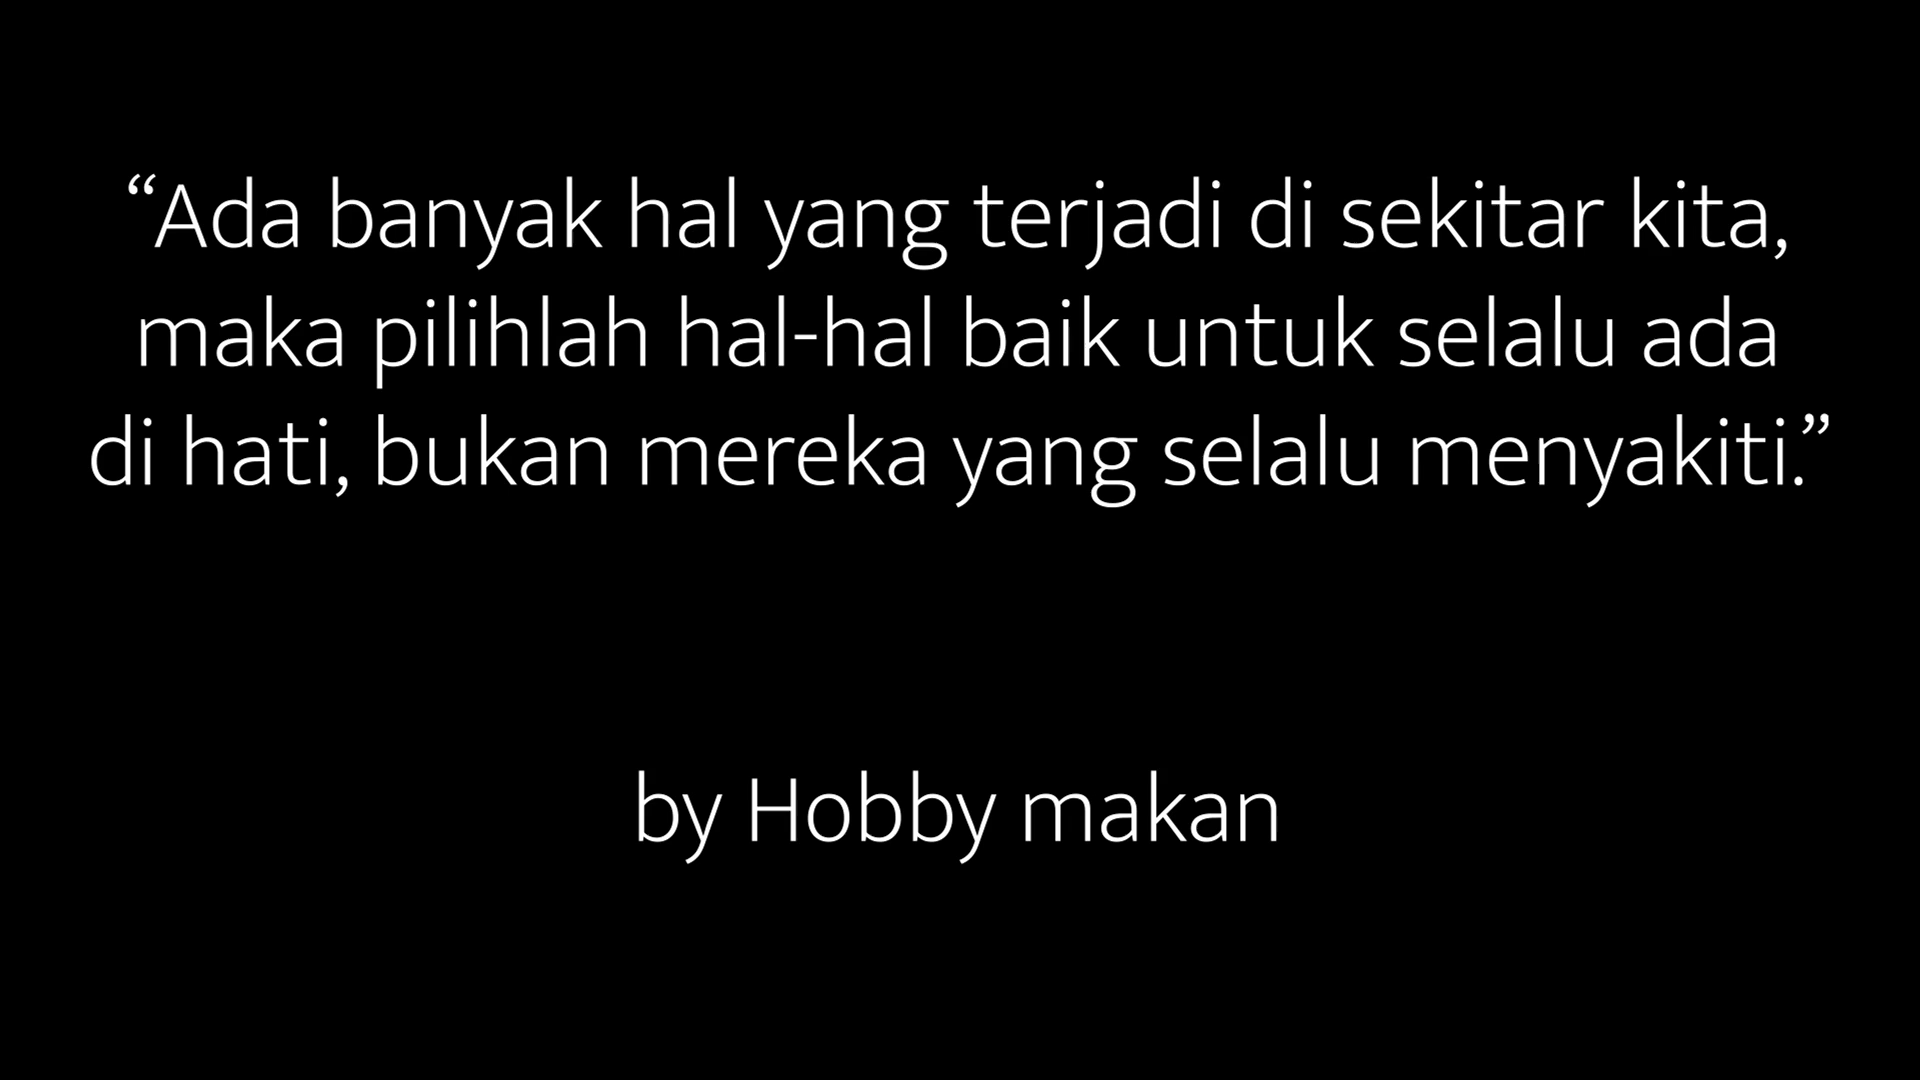 “Ada banyak hal yang terjadi di sekitar kita,
maka pilihlah hal-hal baik untuk selalu ada
di hati, bukan mereka yang selalu menyakiti.”
by Hobby makan